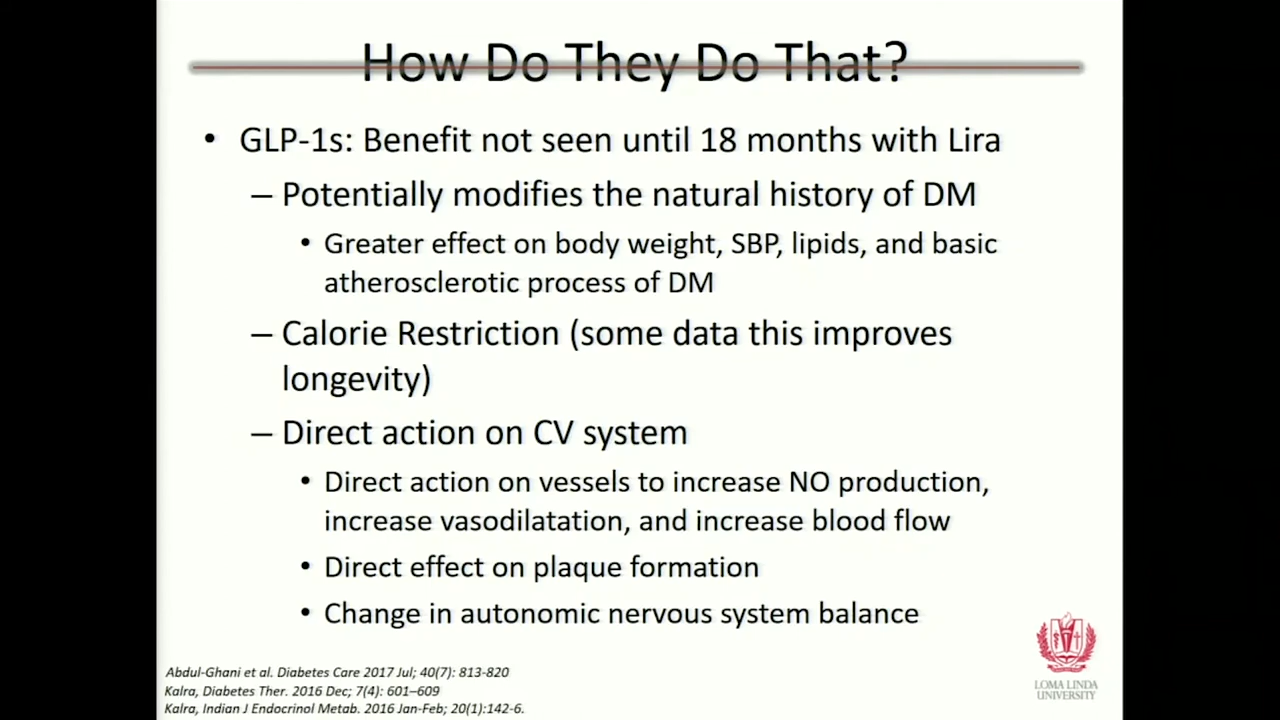 How Do They Do That?
• GLP-1s: Benefit not seen until 18 months with Lira
– Potentially modifies the natural history of DM
• Greater effect on body weight, SBP, lipids, and basic
atherosclerotic process of DM
– Calorie Restriction (some data this improves
longevity)
– Direct action on CV system
• Direct action on vessels to increase NO production,
increase vasodilatation, and increase blood flow
• Direct effect on plaque formation
• Change in autonomic nervous system balance
Abdul-Ghani et al. Diabetes Care 2017 Jul; 40(7): 813-820
Kalra, Diabetes Ther. 2016 Dec; 7(4): 601–609
Kalra, Indian J Endocrinol Metab. 2016 Jan-Feb; 20(1):142-6.
LOMA LINDA
UNIVERSITY